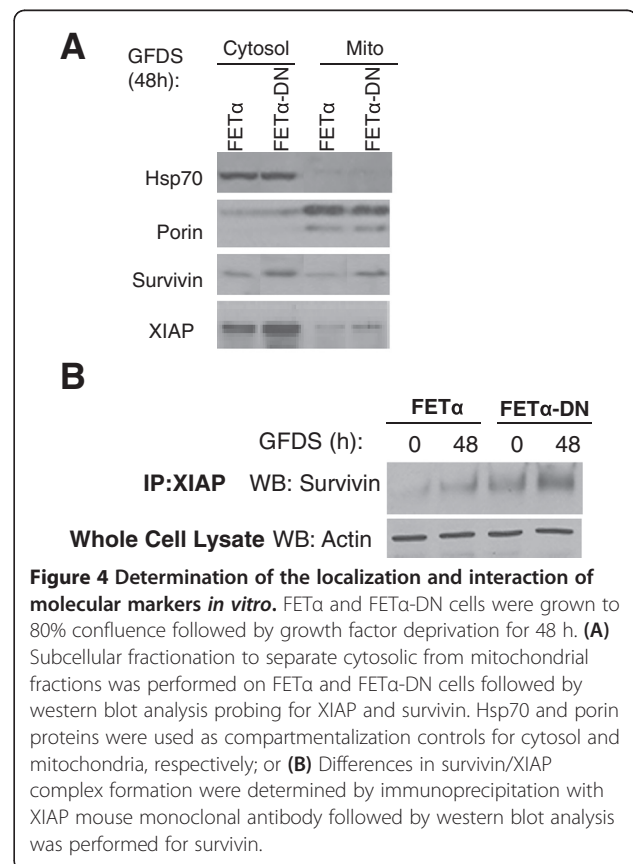 A
GFDS
(48h):
Cytosol Mito
FETα FETα-DN FETα FETα-DN
Hsp70
Porin
Survivin
XIAP
B
FETα FETα-DN
GFDS (h): 0 48 0 48
IP:XIAP WB: Survivin
Whole Cell Lysate WB: Actin
Figure 4 Determination of the localization and interaction of
molecular markers in vitro. FETα and FETα-DN cells were grown to
80% confluence followed by growth factor deprivation for 48 h. (A)
Subcellular fractionation to separate cytosolic from mitochondrial
fractions was performed on FETα and FETα-DN cells followed by
western blot analysis probing for XIAP and survivin. Hsp70 and porin
proteins were used as compartmentalization controls for cytosol and
mitochondria, respectively; or (B) Differences in survivin/XIAP
complex formation were determined by immunoprecipitation with
XIAP mouse monoclonal antibody followed by western blot analysis
was performed for survivin.